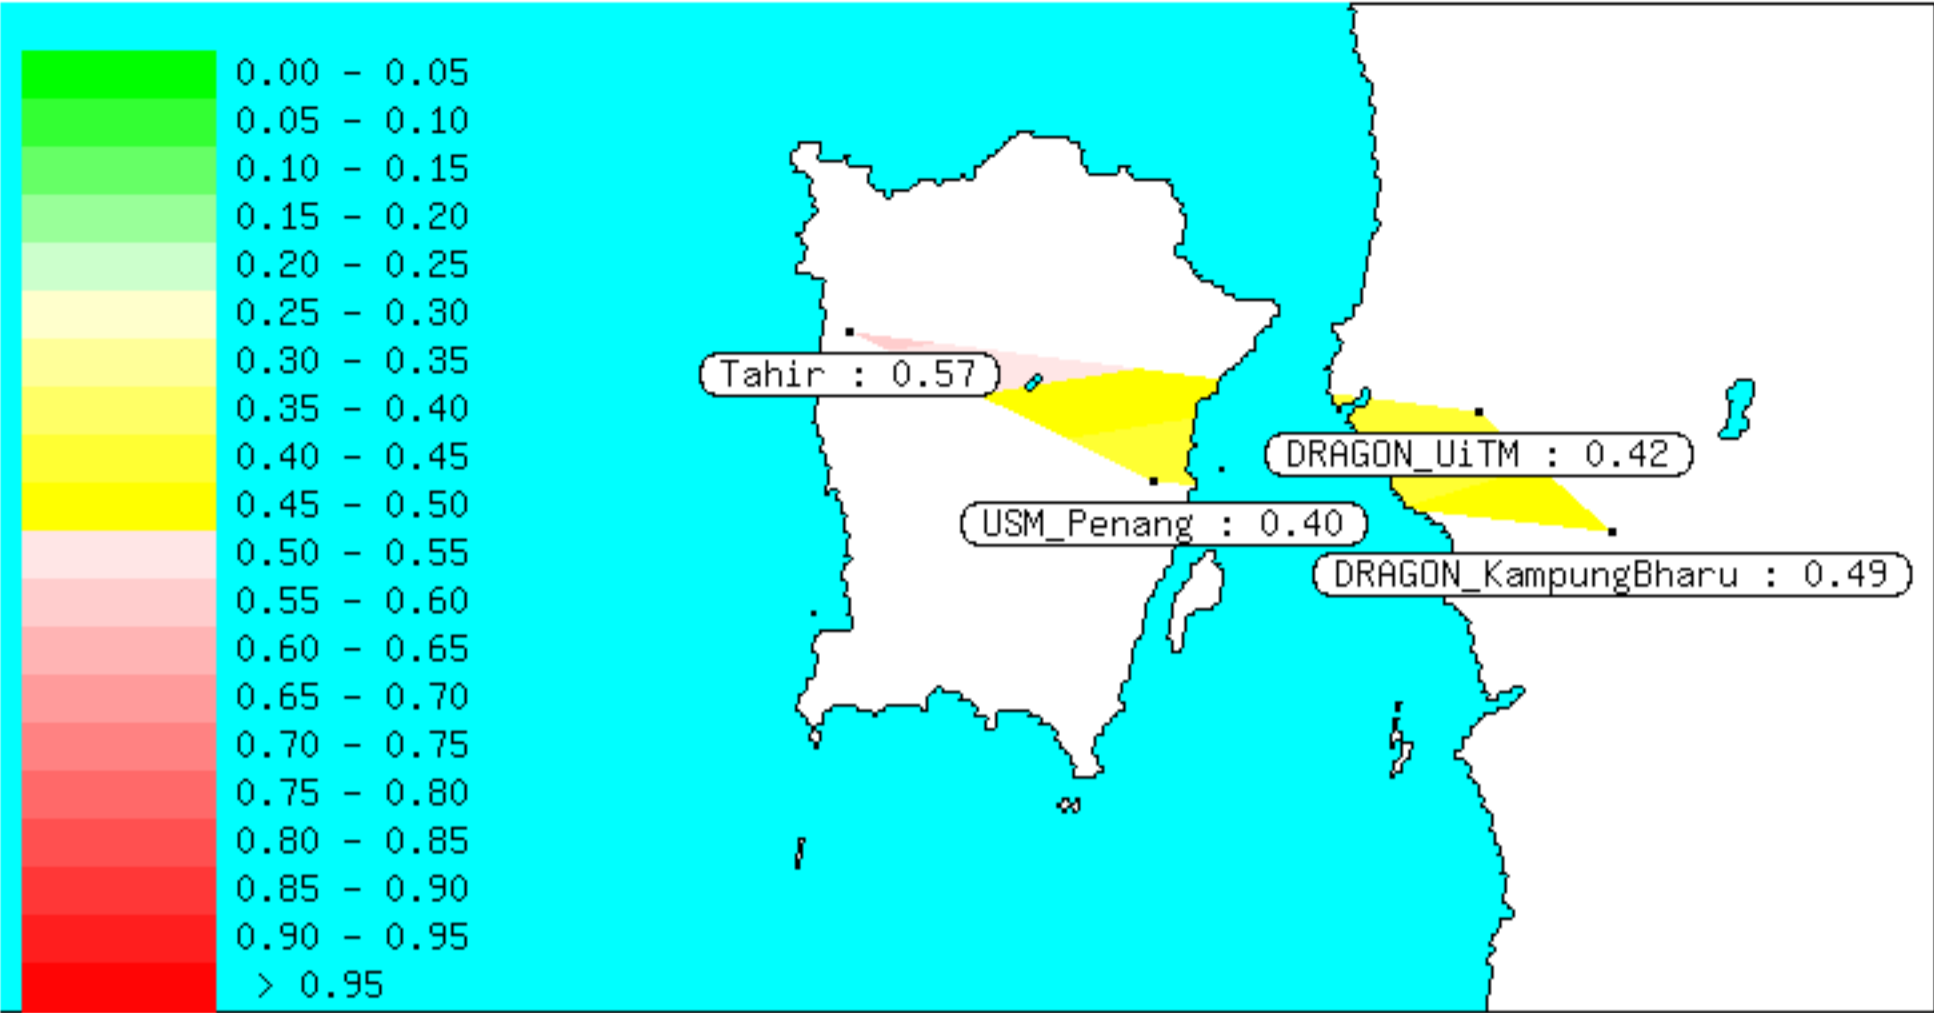 0.00 - 0.05
0.05 - 0.10
0.10 - 0.15
0.15 - 0.20
0.20 - 0.25
0.25 - 0.30
0.30 - 0.35
0.35 - 0.40
0.40 - 0.45
0.45 - 0.50
0.50 - 0.55
0.55 - 0.60
0.60 - 0.65
0.65 - 0.70
0.70 - 0.75
0.75 - 0.80
0.80 - 0.85
0.85 - 0.90
0.90 - 0.95
> 0.95
Tahir : 0.57
DRAGON_UiTM : 0.42
USM_Penang : 0.40
DRAGON_KampungBharu : 0.49